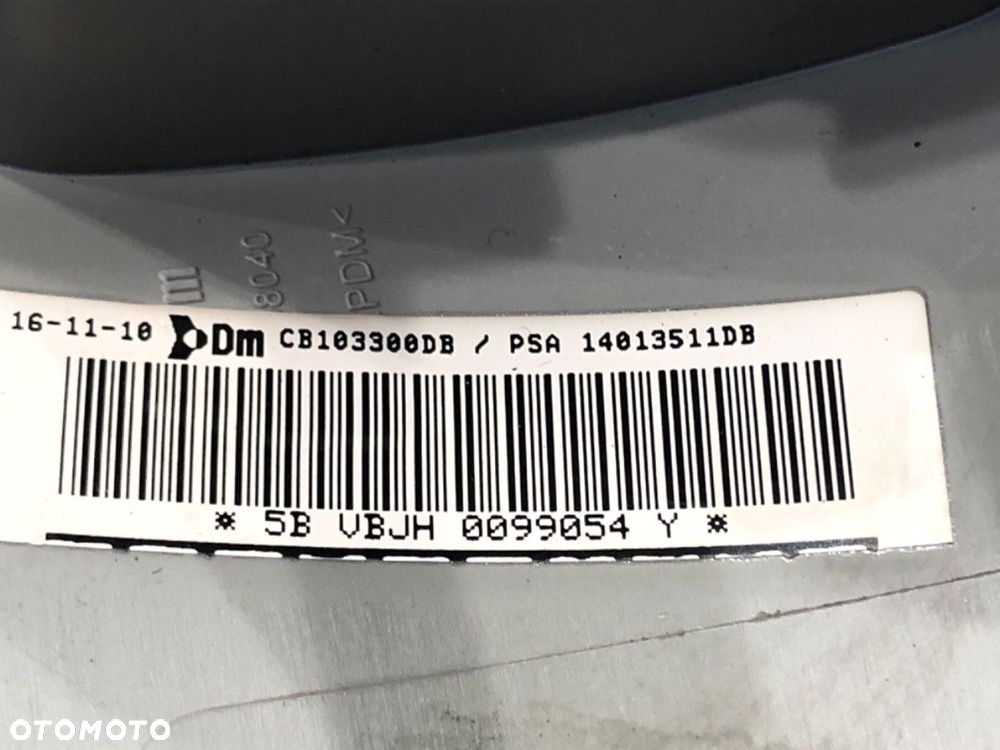 8040
PDM<
m
16-11-10 Dm CB103300DB / PSA 14013511DB
* 5B VBJH 0099054 Y *
OTOMOTO